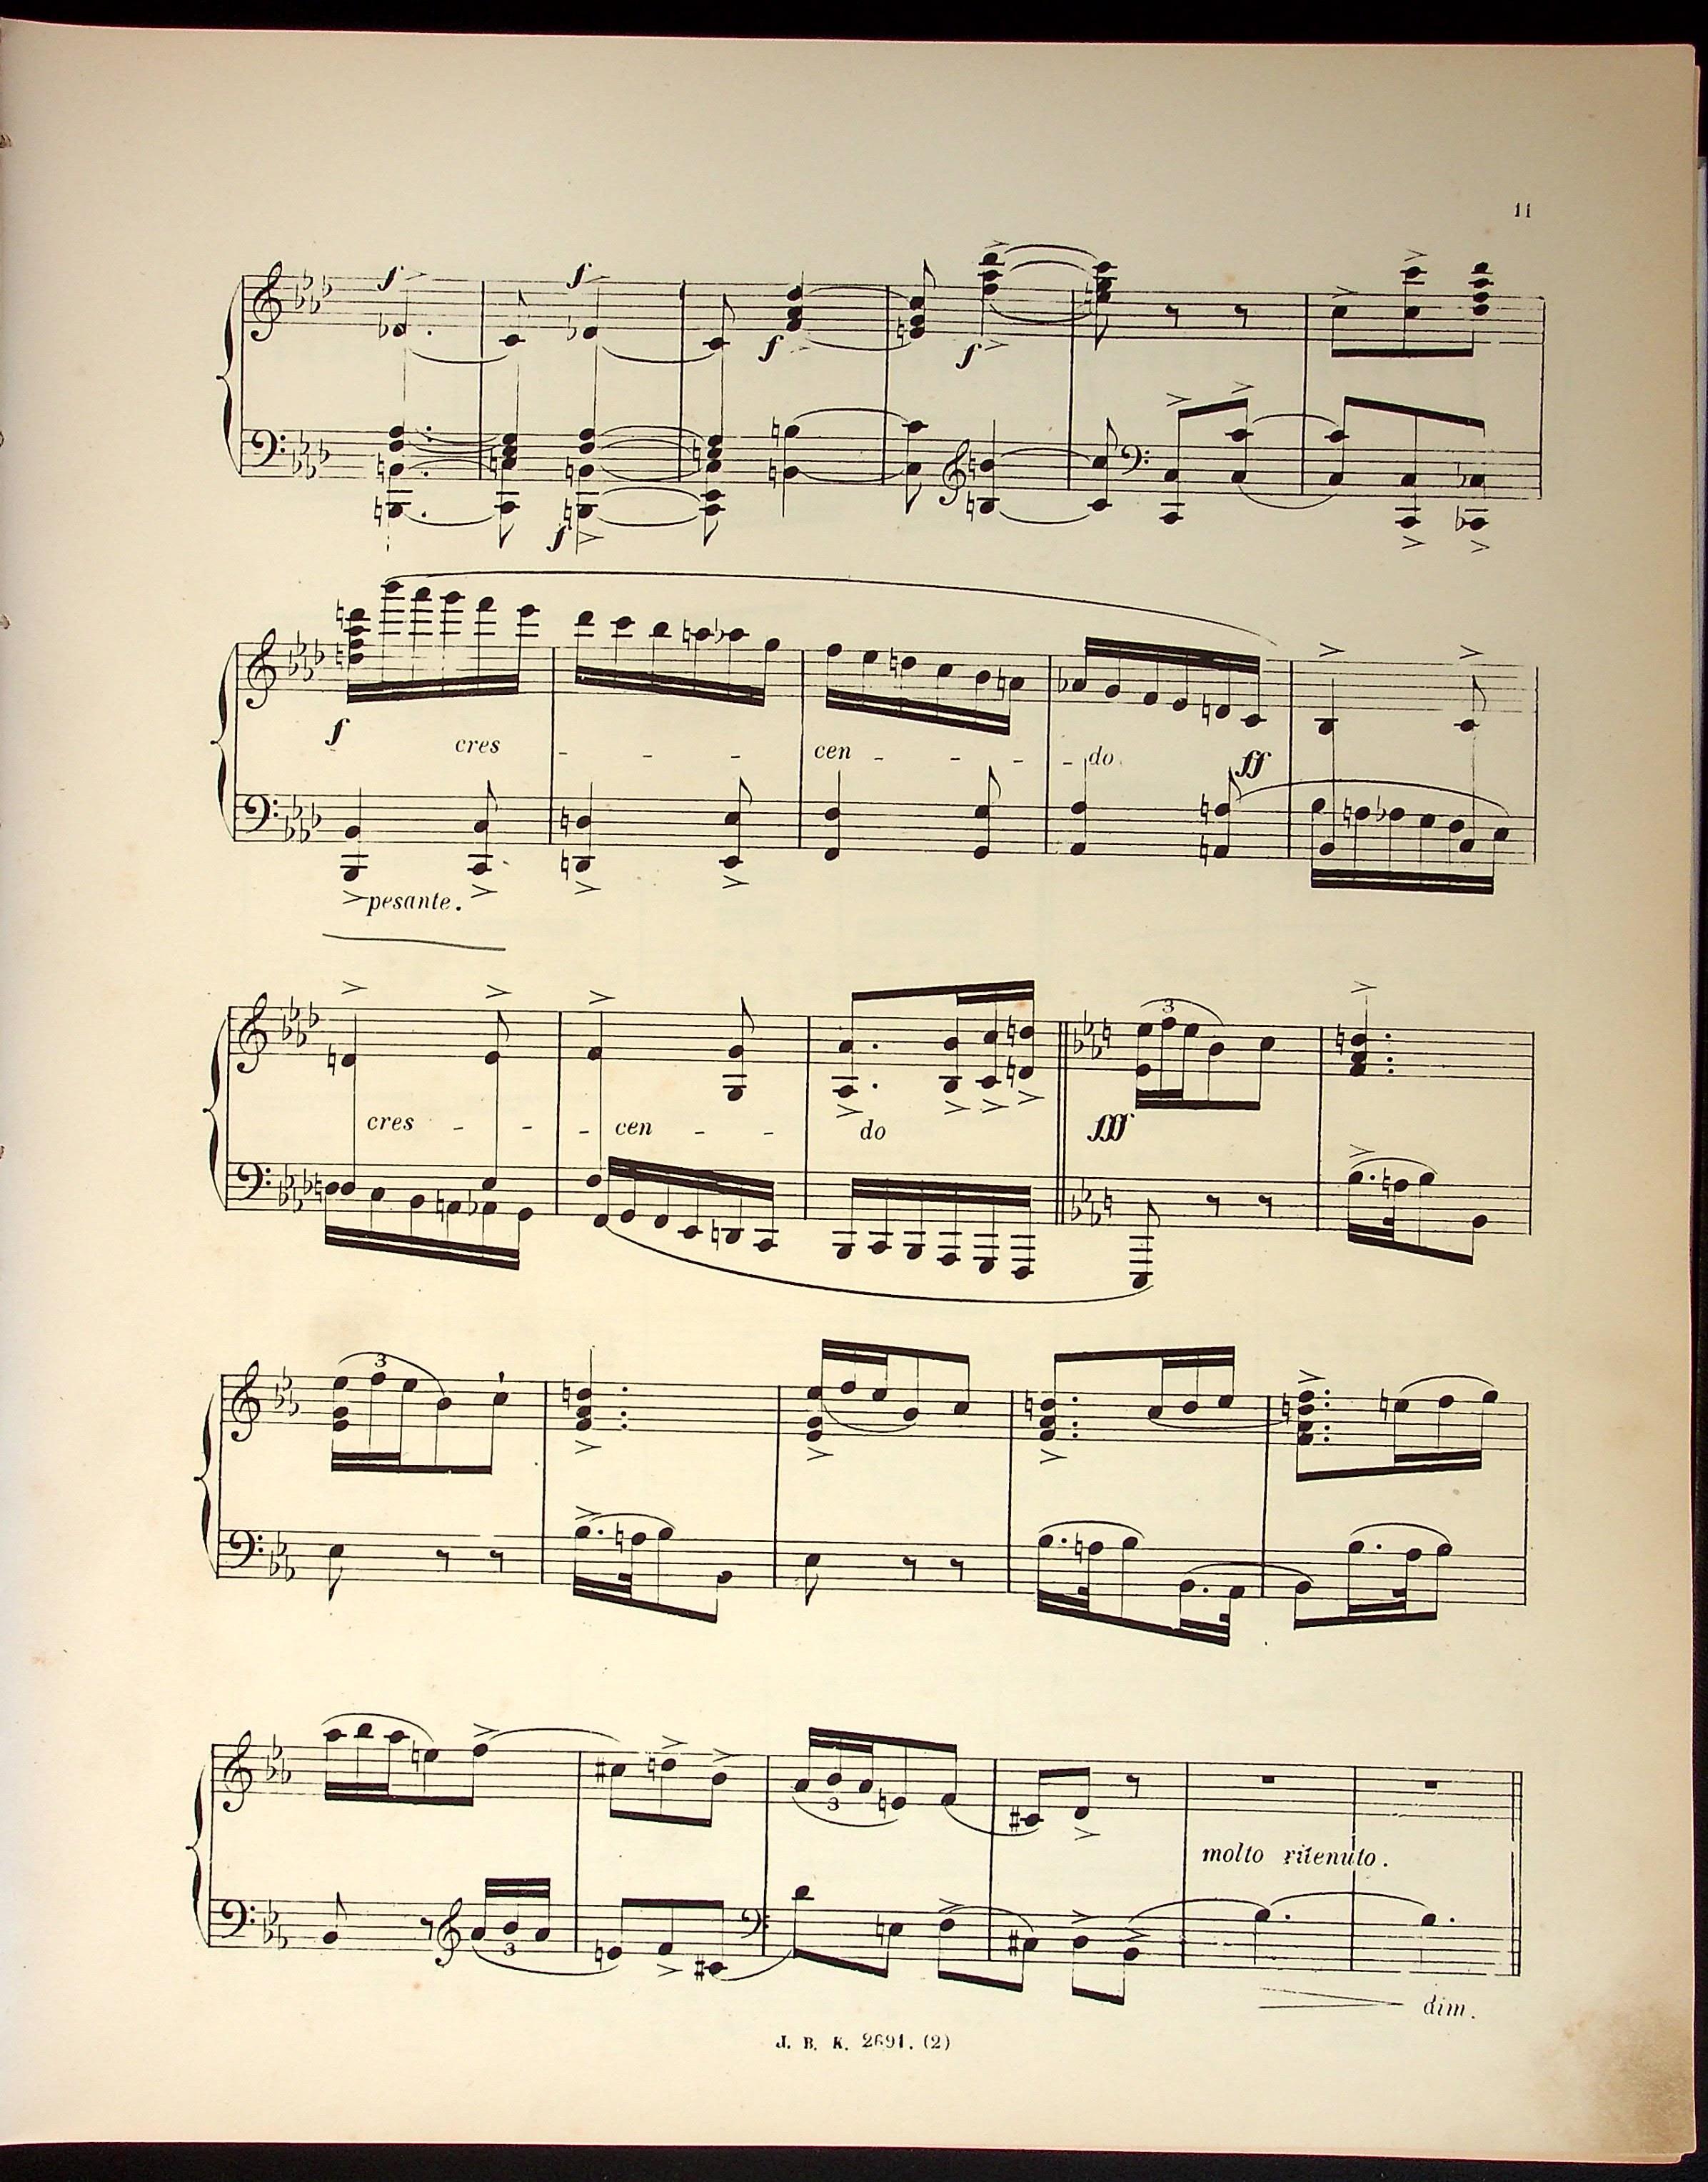 11
f f
f f
f
f cres - - - cen - - - - do. ff
pesante.
cres - - - cen - - do fff
3
3
3
3
molto ritenuto.
3
dim.
J. B. K. 2691. (2)